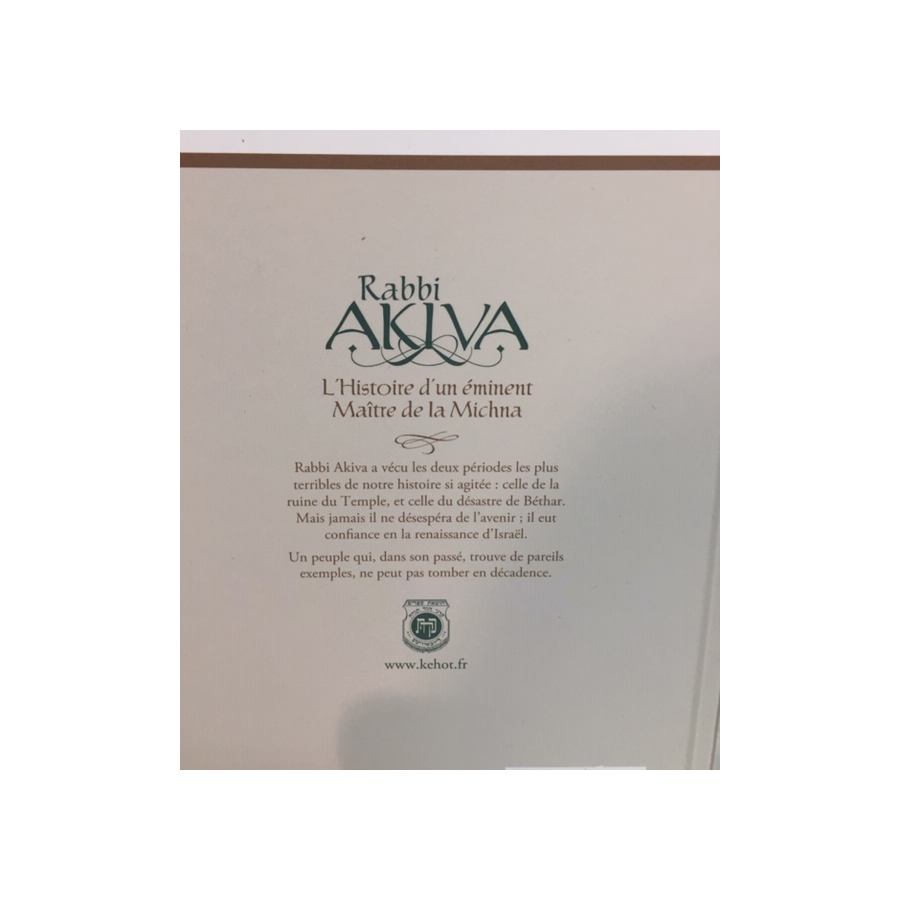 Rabbi
AKIVA
L'Histoire d'un éminent
Maître de la Michna
Rabbi Akiva a vécu les deux périodes les plus
terribles de notre histoire si agitée : celle de la
ruine du Temple, et celle du désastre de Béthar.
Mais jamais il ne désespéra de l'avenir ; il eut
confiance en la renaissance d'Israël.
Un peuple qui, dans son passé, trouve de pareils
exemples, ne peut pas tomber en décadence.
www.kehot.fr